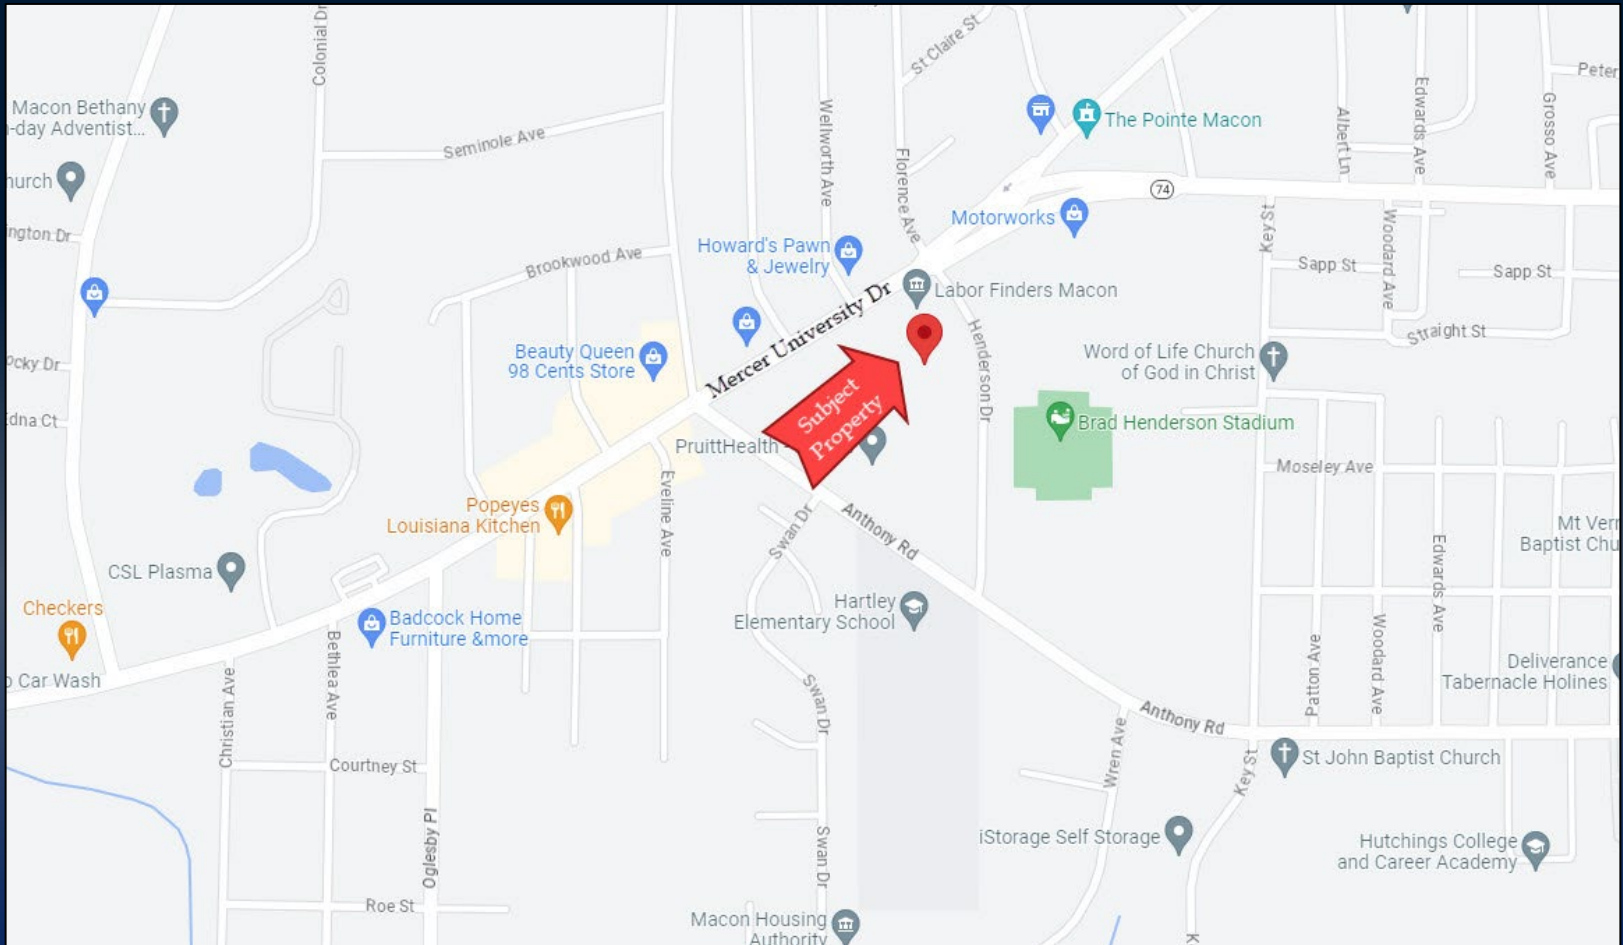 Colonial Dr
St Claire St
Peter
Macon Bethany
n-day Adventist...
Wellworth Ave
The Pointe Macon
Albert Ln
Edwards Ave
Grosso Ave
Seminole Ave
Florence Ave
hurch
74
ngton Dr
Motorworks
Key St
Woodard Ave
Howard's Pawn
& Jewelry
Brookwood Ave
Sapp St
Sapp St
Mercer University Dr
Labor Finders Macon
Straight St
Henderson Dr
Beauty Queen
98 Cents Store
Word of Life Church
of God in Christ
ocky Dr
Subject
Property
Edna Ct
Brad Henderson Stadium
PruittHealth -
Moseley Ave
Popeyes
Louisiana Kitchen
Eveline Ave
Swan Dr
Anthony Rd
Mt Ver
Baptist Chu
Edwards Ave
CSL Plasma
Checkers
Hartley
Elementary School
Badcock Home
Furniture &more
Bethlea Ave
Patton Ave
Woodard Ave
Deliverance
Tabernacle Holines
o Car Wash
Christian Ave
Swan Dr
Anthony Rd
Wren Ave
St John Baptist Church
Courtney St
Key St
Oglesby Pl
iStorage Self Storage
Hutchings College
and Career Academy
Swan Dr
Roe St
Macon Housing
Authority
K